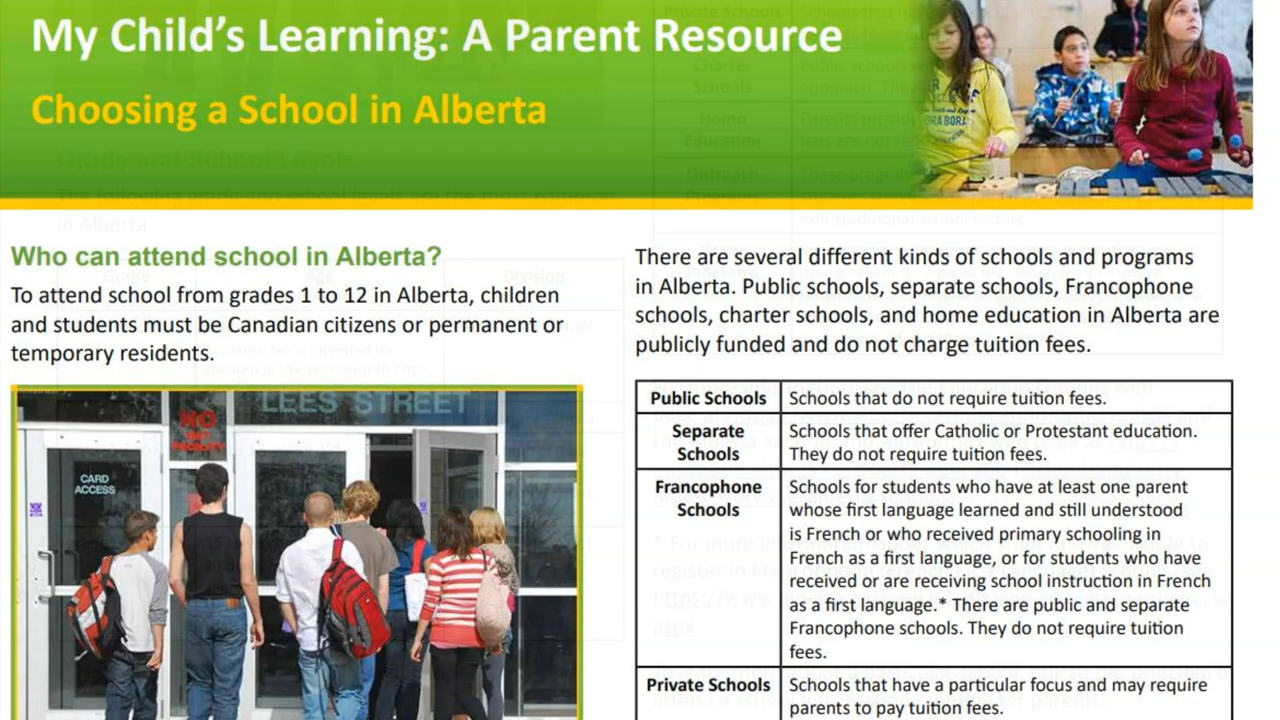 My Child's Learning: A Parent Resource
Choosing a School in Alberta
Who can attend school in Alberta?
To attend school from grades 1 to 12 in Alberta, children
and students must be Canadian citizens or permanent or
temporary residents.
LEES STREET
NO
CARD
ACCESS
There are several different kinds of schools and programs
in Alberta. Public schools, separate schools, Francophone
schools, charter schools, and home education in Alberta are
publicly funded and do not charge tuition fees.
Public Schools
Schools that do not require tuition fees.
Separate
Schools
Schools that offer Catholic or Protestant education.
They do not require tuition fees.
Francophone
Schools
Schools for students who have at least one parent
whose first language learned and still understood
is French or who received primary schooling in
French as a first language, or for students who have
received or are receiving school instruction in French
as a first language.* There are public and separate
Francophone schools. They do not require tuition
fees.
Private Schools
Schools that have a particular focus and may require
parents to pay tuition fees.